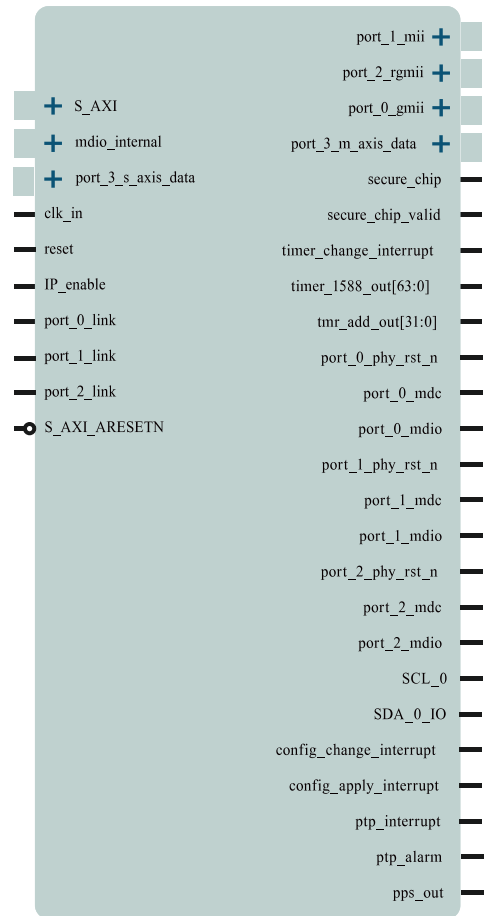 port_1_mii
port_2_rgmii
S_AXI
port_0_gmii
mdio_internal
port_3_m_axis_data
port_3_s_axis_data
secure_chip
clk_in
secure_chip_valid
reset
timer_change_interrupt
IP_enable
timer_1588_out[63:0]
port_0_link
tmr_add_out[31:0]
port_1_link
port_0_phy_rst_n
port_2_link
port_0_mdc
S_AXI_ARESETN
port_0_mdio
port_1_phy_rst_n
port_1_mdc
port_1_mdio
port_2_phy_rst_n
port_2_mdc
port_2_mdio
SCL_0
SDA_0_IO
config_change_interrupt
config_apply_interrupt
ptp_interrupt
ptp_alarm
pps_out